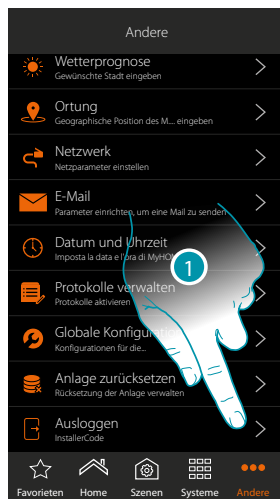 Andere
Wetterprognose
Gewünschte Stadt eingeben
Ortung
Geographische Position des M.... eingeben
Netzwerk
Netzparameter einstellen
E-Mail
Parameter einrichten, um eine Mail zu senden
Datum und Uhrzeit
Imposta la data e l'ora di MyHO
1
Protokolle verwalten
Protokolle aktivieren
Globale Konfiguration
Konfigurationen für die...
Anlage zurücksetzen
Rücksetzung der Anlage verwalten
Ausloggen
InstallerCode
Favoriten Home Szenen Systeme Andere